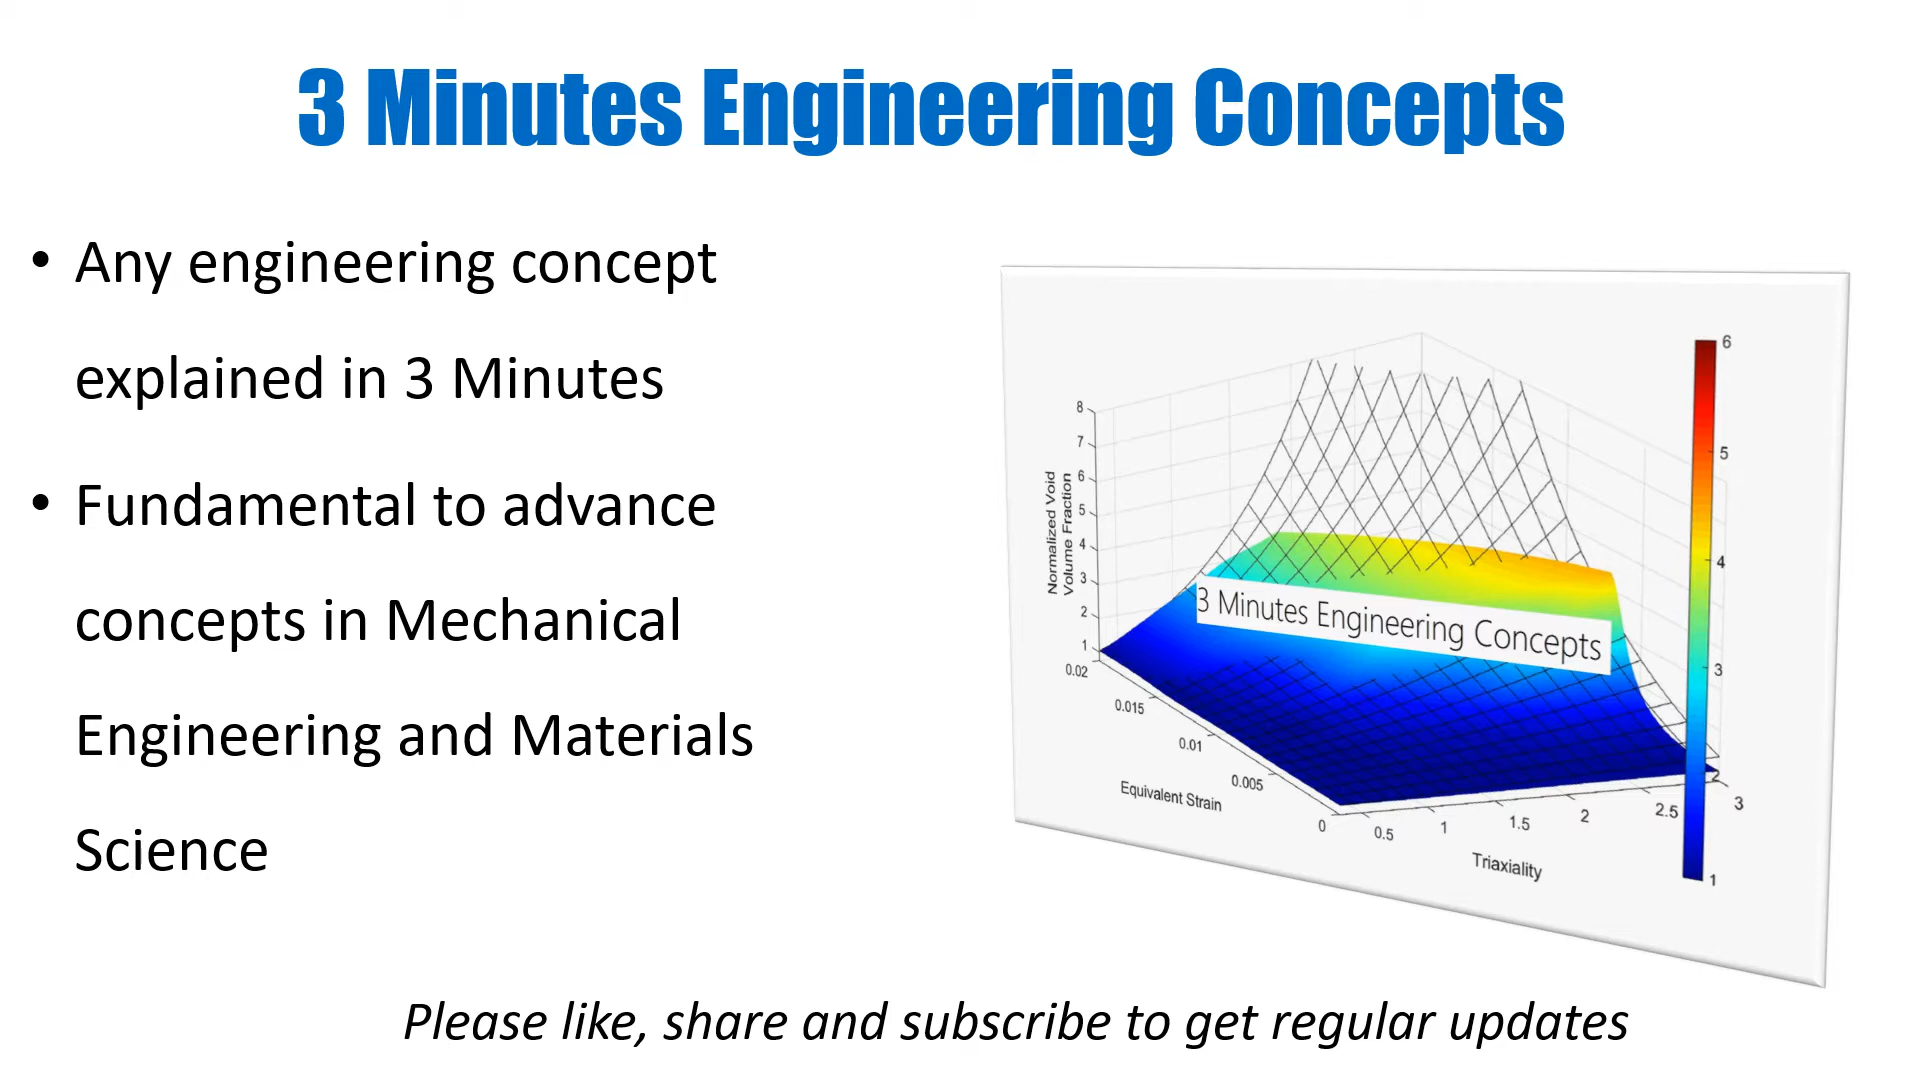 3 Minutes Engineering Concepts
• Any engineering concept
explained in 3 Minutes
• Fundamental to advance
concepts in Mechanical
Engineering and Materials
Science
Normalized Void
Volume Fraction
8
7
6
5
4
3
2
1
0.02
0.015
0.01
0.005
0
Equivalent Strain
0.5
1
1.5
2
2.5
3
Triaxiality
3 Minutes Engineering Concepts
6
5
4
3
2
1
Please like, share and subscribe to get regular updates